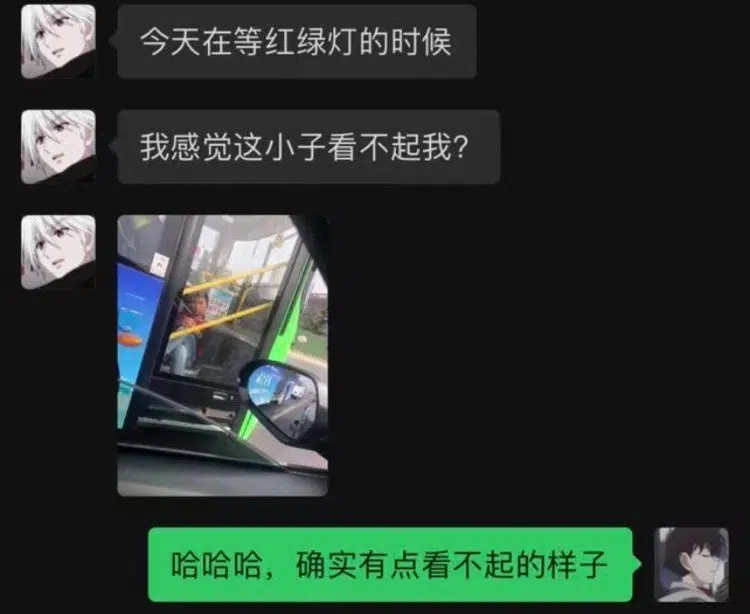 今天在等红绿灯的时候
我感觉这小子看不起我?
哈哈哈，确实有点看不起的样子